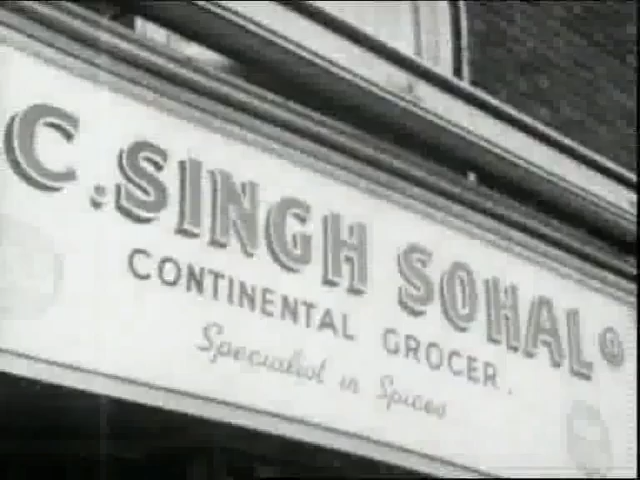 C. SINGH SOHAL
CONTINENTAL GROCER.
Specialist in Spices